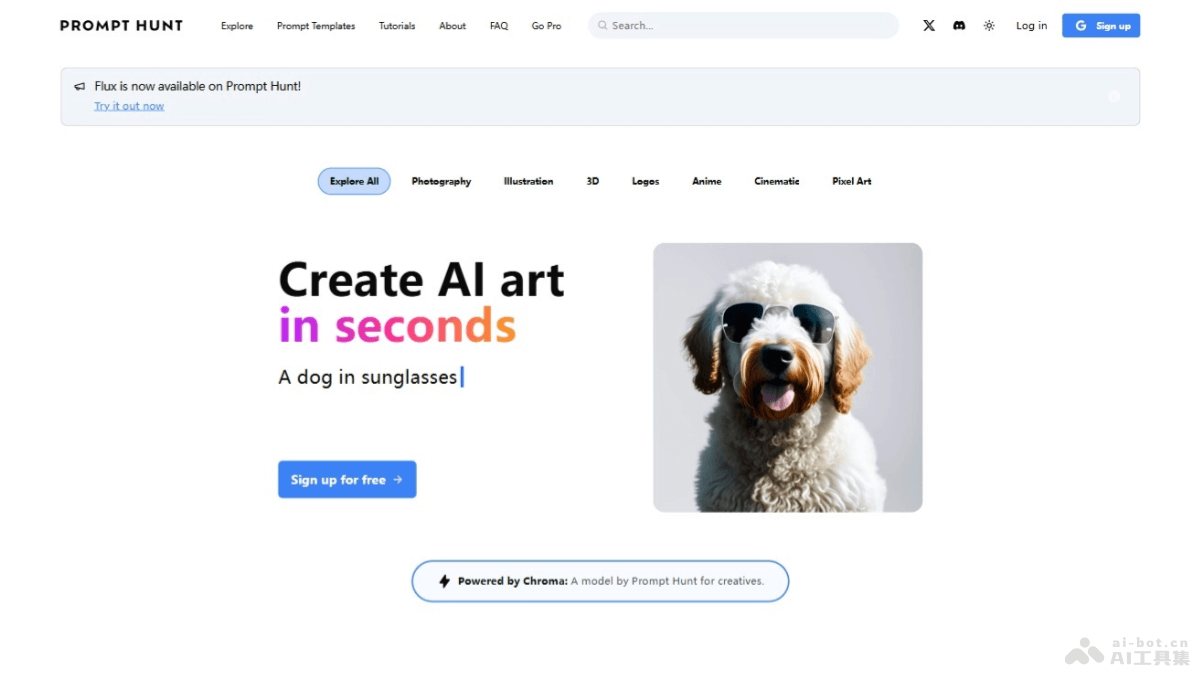 PROMPT HUNT Explore Prompt Templates Tutorials About FAQ Go Pro Search... Log in Sign up
Flux is now available on Prompt Hunt!
Try it out now
Explore All Photography Illustration 3D Logos Anime Cinematic Pixel Art
Create AI art
in seconds
A dog in sunglasses
Sign up for free →
Powered by Chroma: A model by Prompt Hunt for creatives.
ai-bot.cn
AI工具集